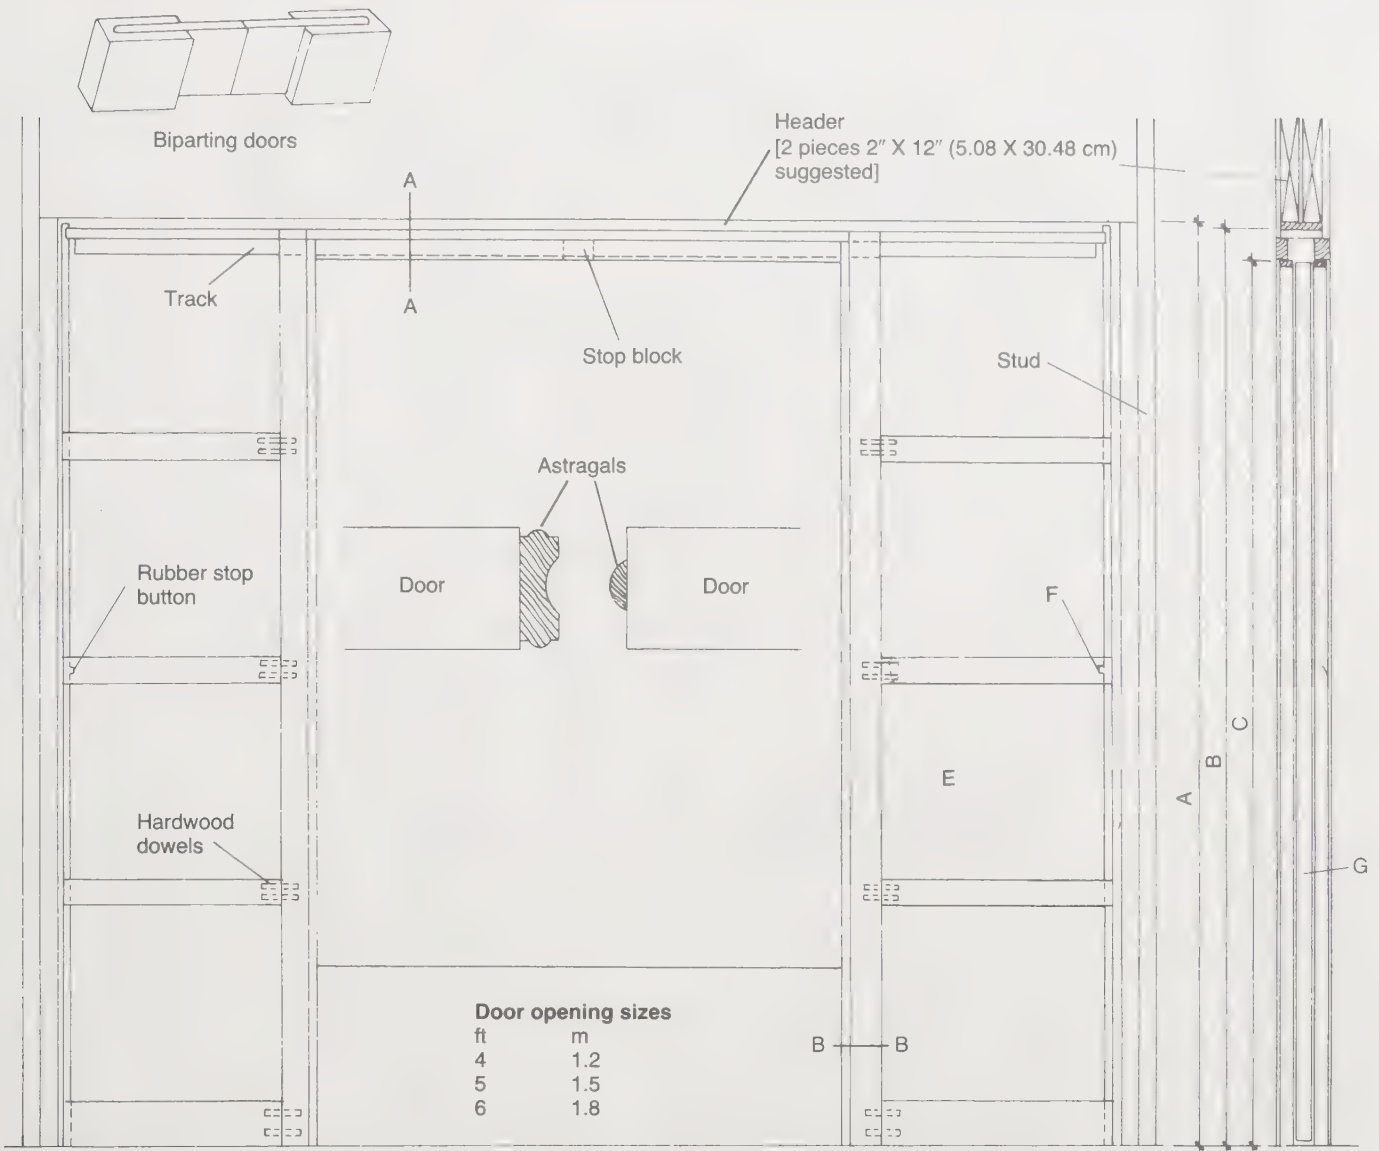 Biparting doors
Header
[2 pieces 2" X 12" (5.08 X 30.48 cm)
suggested]
A
Track
A
Stop block
Stud
Astragals
Rubber stop
button
Door
Door
F
C
B
A
E
Hardwood
dowels
G
Door opening sizes
ft m
4 1.2
5 1.5
6 1.8
B B